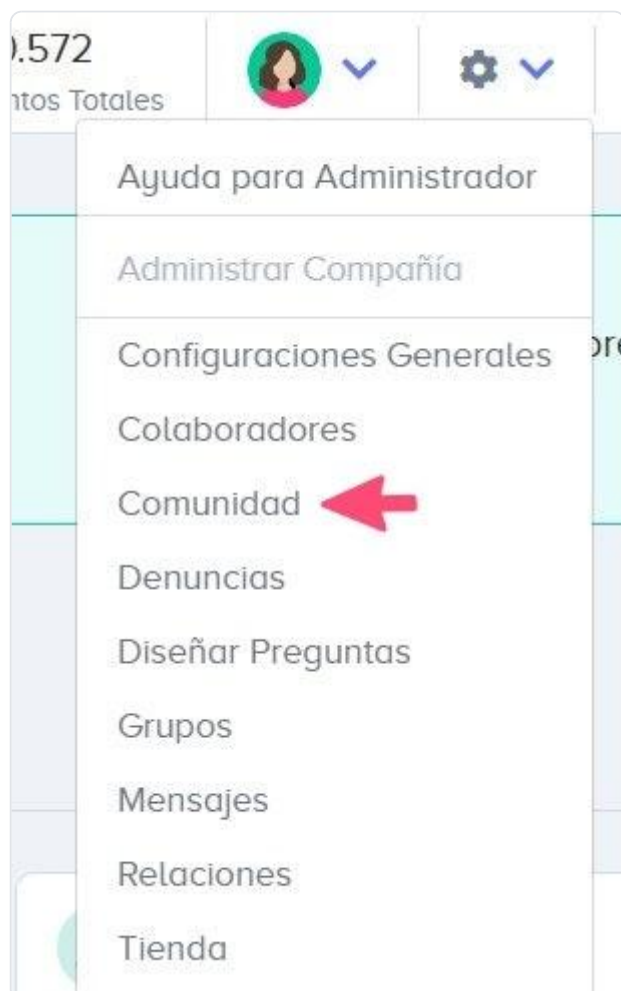 .572
Totales
Ayuda para Administrador
Administrar Compañía
Configuraciones Generales
Colaboradores
Comunidad
Denuncias
Diseñar Preguntas
Grupos
Mensajes
Relaciones
Tienda